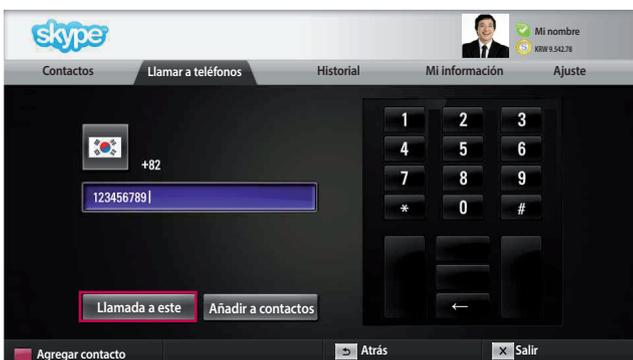 skype
Mi nombre
KRW 9.542.78
Contactos
Llamar a teléfonos
Historial
Mi información
Ajuste
1 2 3
4 5 6
7 8 9
* 0 #
←
+82
123456789
Llamada a este
Añadir a contactos
Agregar contacto
Atrás
X Salir